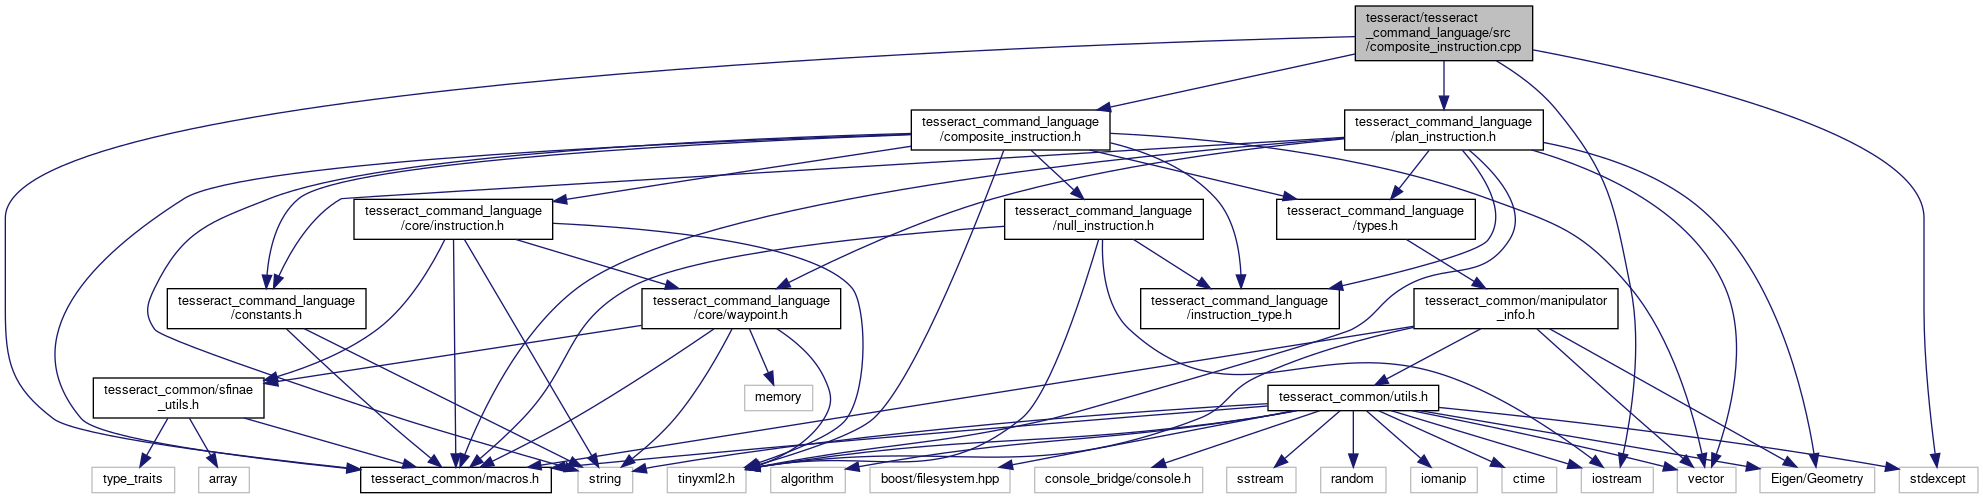 tesseract/tesseract
_command_language/src
/composite_instruction.cpp
tesseract_command_language
/composite_instruction.h
tesseract_command_language
/plan_instruction.h
tesseract_command_language
/core/instruction.h
tesseract_command_language
/null_instruction.h
tesseract_command_language
/types.h
tesseract_command_language
/constants.h
tesseract_command_language
/core/waypoint.h
tesseract_command_language
/instruction_type.h
tesseract_common/manipulator
_info.h
tesseract_common/sfinae
_utils.h
memory
tesseract_common/utils.h
type_traits
array
tesseract_common/macros.h
string
tinyxml2.h
algorithm
boost/filesystem.hpp
console_bridge/console.h
sstream
random
iomanip
ctime
iostream
vector
Eigen/Geometry
stdexcept